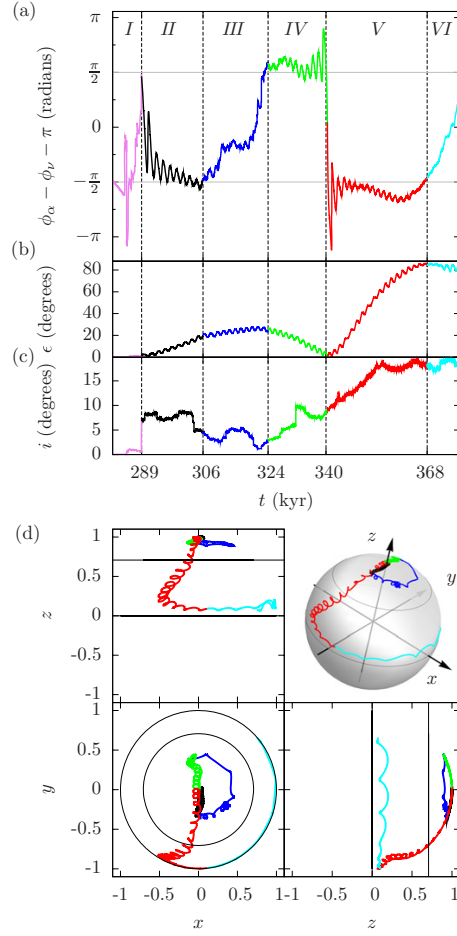 (a)
I II III IV V VI
π
π/2
0
−π/2
−π
ϕα − ϕν − π (radians)
(b)
80
60
40
20
0
ϵ (degrees)
(c)
15
10
5
0
i (degrees)
289 306 324 340 368
t (kyr)
(d)
1
0.5
0
-0.5
-1
z
z
y
x
1
0.5
0
-0.5
-1
y
-1 -0.5 0 0.5 1
x
-1 -0.5 0 0.5 1
z